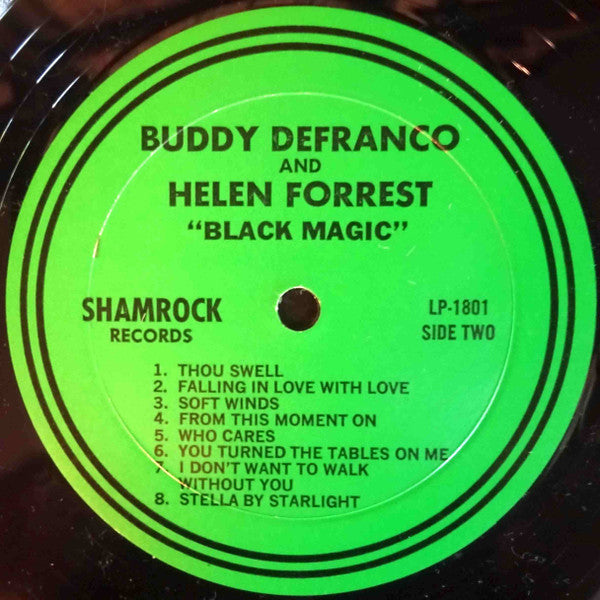 BUDDY DEFRANCO
AND
HELEN FORREST
"BLACK MAGIC"
SHAMROCK
RECORDS
LP-1801
SIDE TWO
1. THOU SWELL
2. FALLING IN LOVE WITH LOVE
3. SOFT WINDS
4. FROM THIS MOMENT ON
5. WHO CARES
6. YOU TURNED THE TABLES ON ME
7. I DON'T WANT TO WALK
WITHOUT YOU
8. STELLA BY STARLIGHT